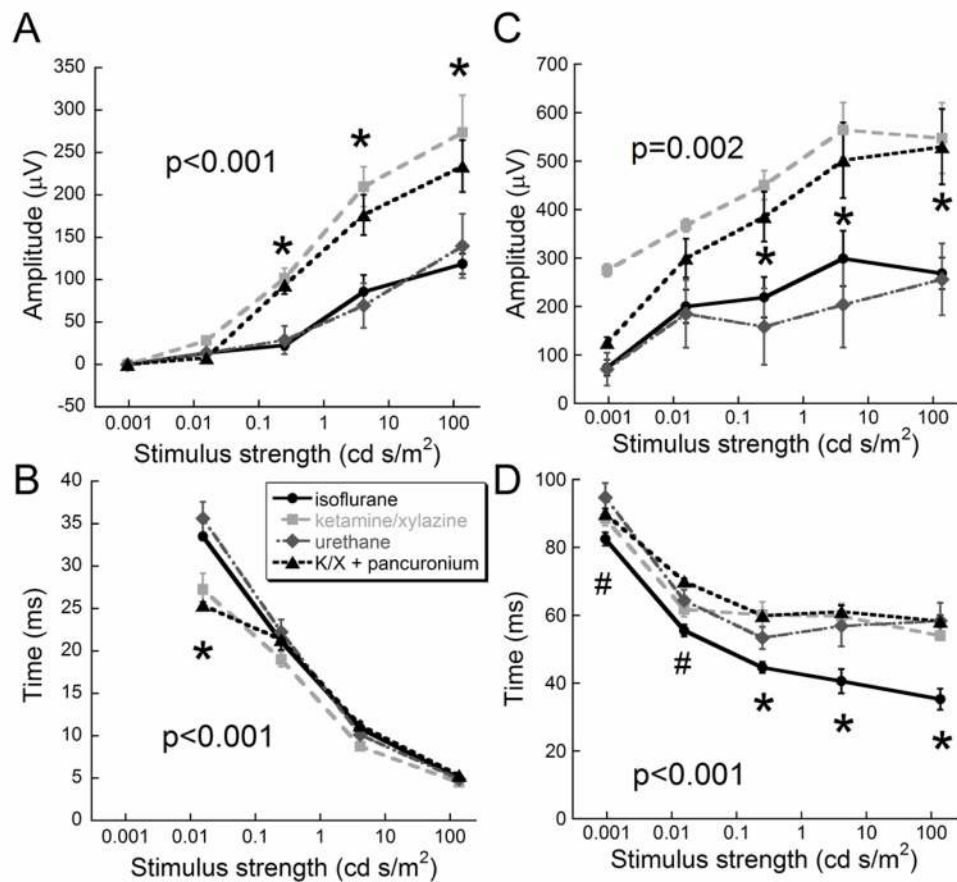 A
350
300
250
200
150
100
50
0
-50
Amplitude (µV)
p<0.001
*
*
*
0.001 0.01 0.1 1 10 100
Stimulus strength (cd s/m²)
C
700
600
500
400
300
200
100
0
Amplitude (µV)
p=0.002
*
*
*
0.001 0.01 0.1 1 10 100
Stimulus strength (cd s/m²)
B
40
35
30
25
20
15
10
5
0
Time (ms)
isoflurane
ketamine/xylazine
urethane
K/X + pancuronium
*
p<0.001
0.001 0.01 0.1 1 10 100
Stimulus strength (cd s/m²)
D
100
80
60
40
20
0
Time (ms)
#
#
*
*
*
p<0.001
0.001 0.01 0.1 1 10 100
Stimulus strength (cd s/m²)